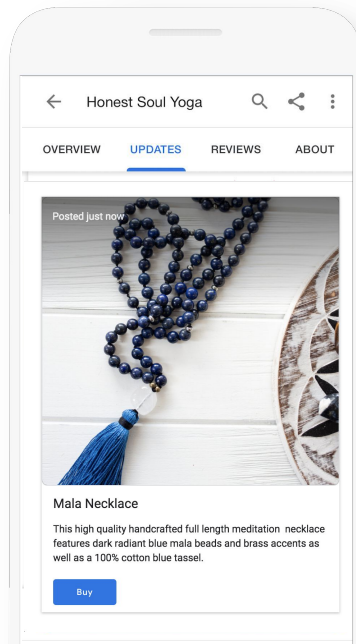 Honest Soul Yoga
OVERVIEW UPDATES REVIEWS ABOUT
Posted just now
Mala Necklace
This high quality handcrafted full length meditation necklace
features dark radiant blue mala beads and brass accents as
well as a 100% cotton blue tassel.
Buy